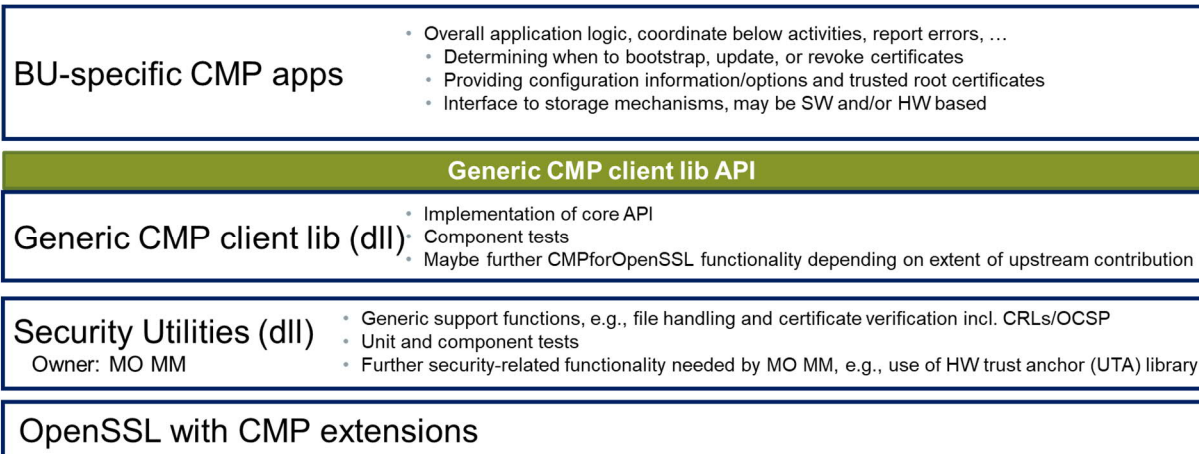 BU-specific CMP apps
• Overall application logic, coordinate below activities, report errors, …
• Determining when to bootstrap, update, or revoke certificates
• Providing configuration information/options and trusted root certificates
• Interface to storage mechanisms, may be SW and/or HW based
Generic CMP client lib API
Generic CMP client lib (dll)
• Implementation of core API
• Component tests
• Maybe further CMPforOpenSSL functionality depending on extent of upstream contribution
Security Utilities (dll)
Owner: MO MM
• Generic support functions, e.g., file handling and certificate verification incl. CRLs/OCSP
• Unit and component tests
• Further security-related functionality needed by MO MM, e.g., use of HW trust anchor (UTA) library
OpenSSL with CMP extensions